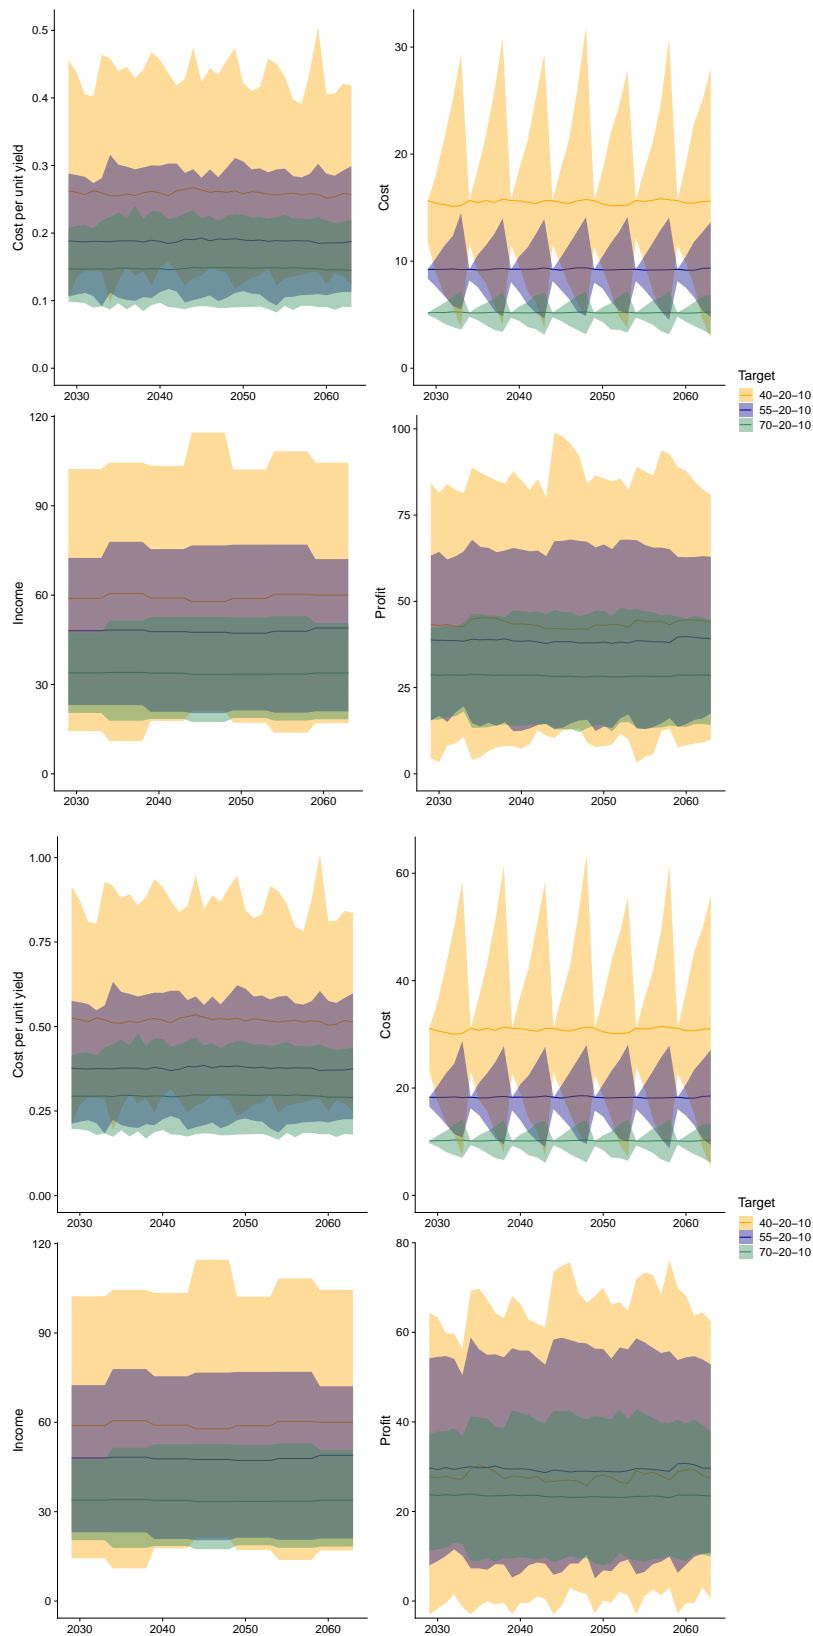 Cost per unit yield
0.5
0.4
0.3
0.2
0.1
0.0
2030 2040 2050 2060
Cost
30
20
10
0
2030 2040 2050 2060
Target
40−20−10
55−20−10
70−20−10
Income
120
90
60
30
0
2030 2040 2050 2060
Profit
100
75
50
25
0
2030 2040 2050 2060
Cost per unit yield
1.00
0.75
0.50
0.25
0.00
2030 2040 2050 2060
Cost
60
40
20
0
2030 2040 2050 2060
Target
40−20−10
55−20−10
70−20−10
Income
120
90
60
30
0
2030 2040 2050 2060
Profit
80
60
40
20
0
2030 2040 2050 2060